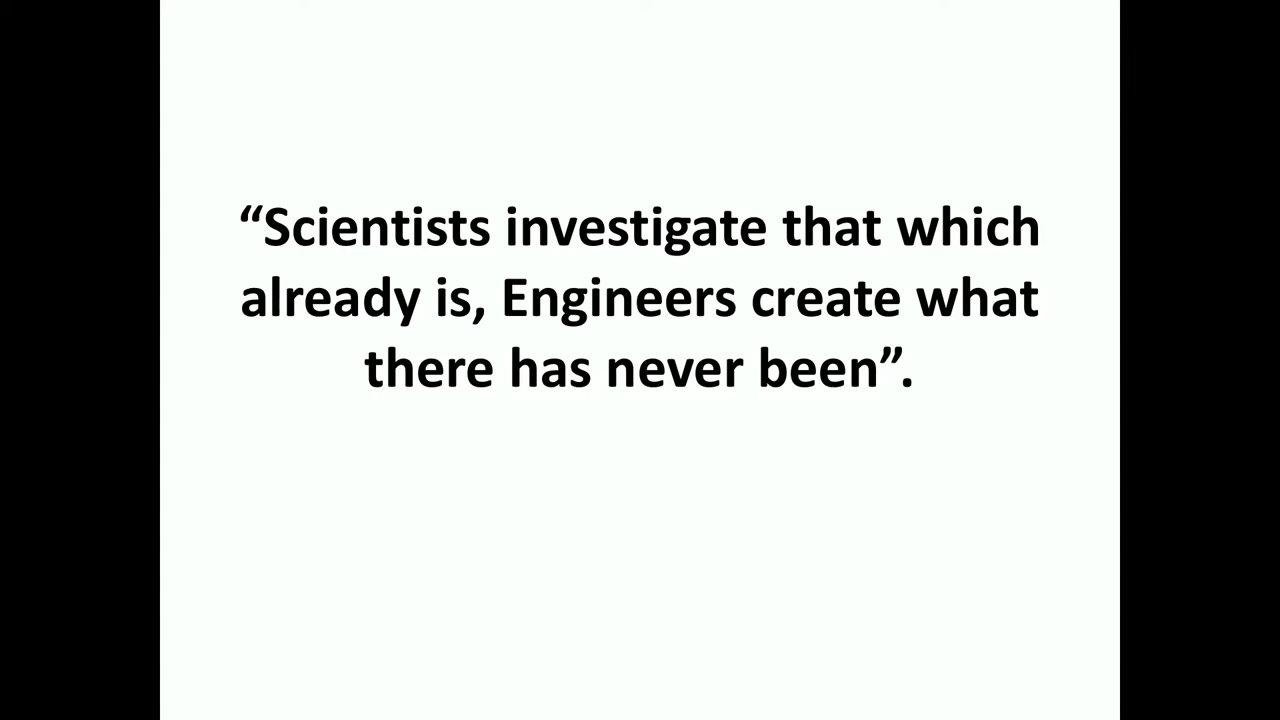 “Scientists investigate that which
already is, Engineers create what
there has never been”.